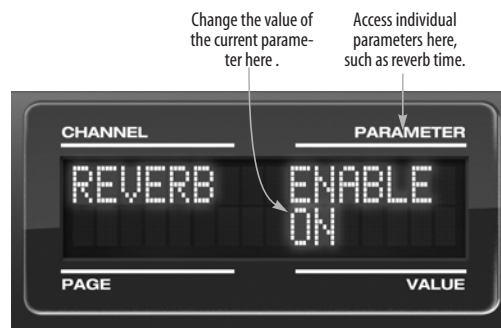 Change the value of
the current parame-
ter here .
Access individual
parameters here,
such as reverb time.
CHANNEL PARAMETER
REVERB ENABLE
ON
PAGE VALUE